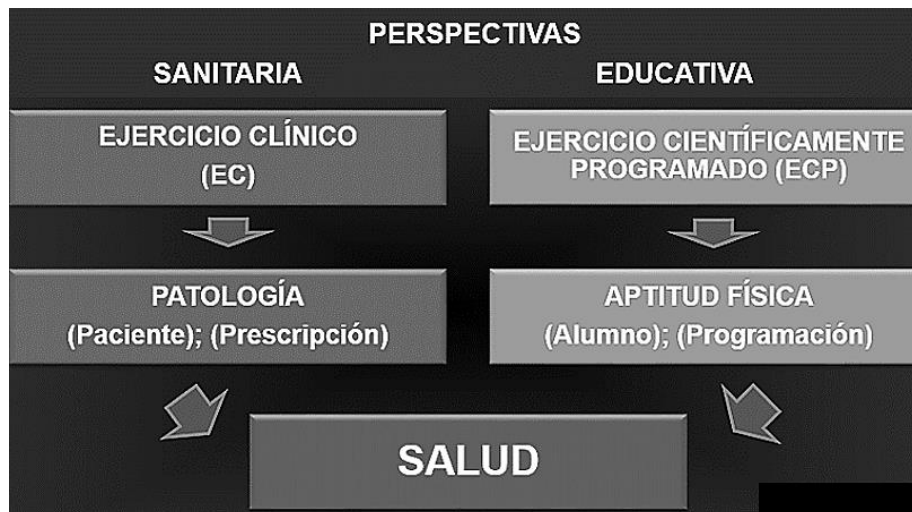 PERSPECTIVAS
SANITARIA
EDUCATIVA
EJERCICIO CLÍNICO
(EC)
EJERCICIO CIENTÍFICAMENTE
PROGRAMADO (ECP)
PATOLOGÍA
(Paciente); (Prescripción)
APTITUD FÍSICA
(Alumno); (Programación)
SALUD